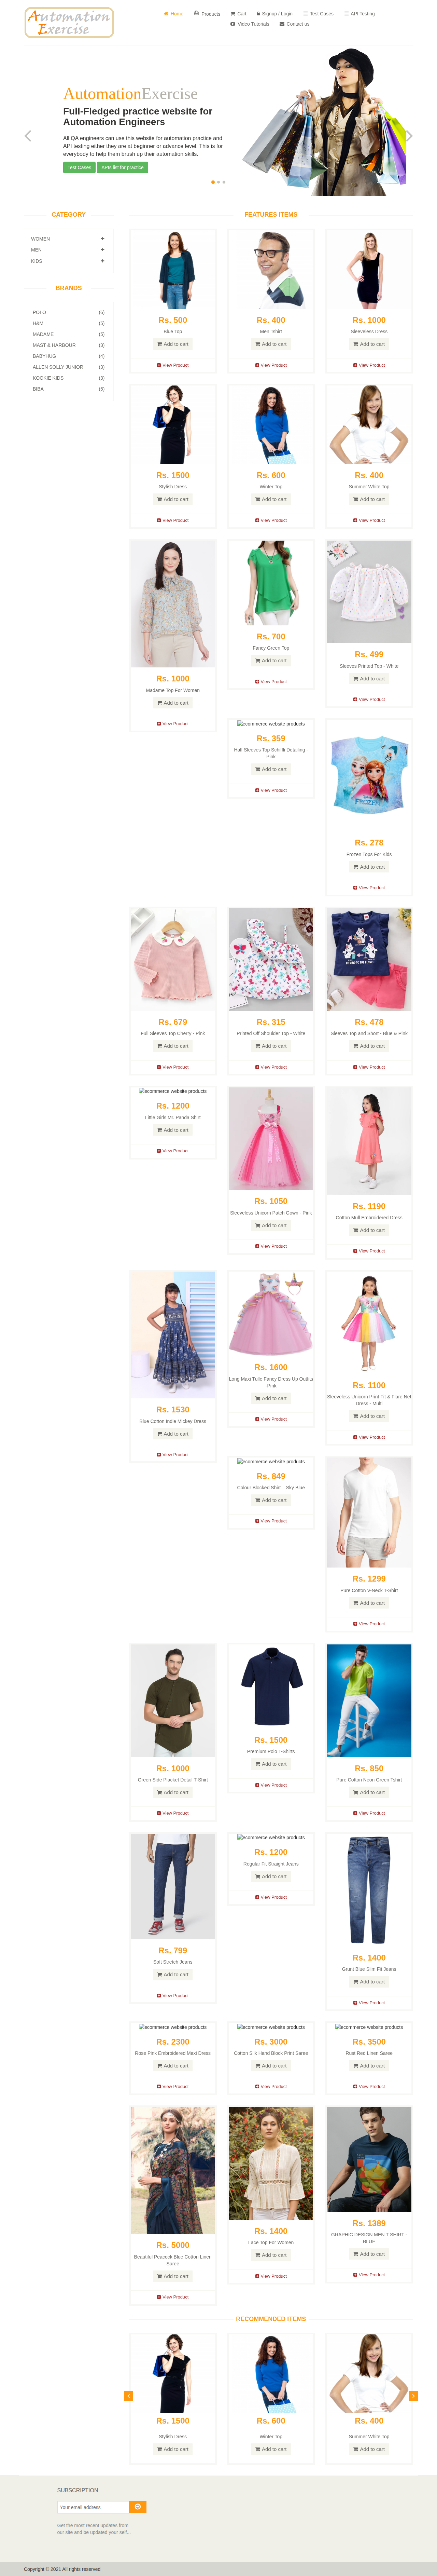 Automation
Exercise
Home
Products
Cart
Signup / Login
Test Cases
API Testing
Video Tutorials
Contact us
AutomationExercise
Full-Fledged practice website for
Automation Engineers
All QA engineers can use this website for automation practice and
API testing either they are at beginner or advance level. This is for
everybody to help them brush up their automation skills.
Test Cases
APIs list for practice
CATEGORY
WOMEN
MEN
KIDS
BRANDS
POLO (6)
H&M (5)
MADAME (5)
MAST & HARBOUR (3)
BABYHUG (4)
ALLEN SOLLY JUNIOR (3)
KOOKIE KIDS (3)
BIBA (5)
FEATURES ITEMS
Rs. 500
Blue Top
Add to cart
View Product
Rs. 400
Men Tshirt
Add to cart
View Product
Rs. 1000
Sleeveless Dress
Add to cart
View Product
Rs. 1500
Stylish Dress
Add to cart
View Product
Rs. 600
Winter Top
Add to cart
View Product
Rs. 400
Summer White Top
Add to cart
View Product
Rs. 1000
Madame Top For Women
Add to cart
View Product
Rs. 700
Fancy Green Top
Add to cart
View Product
Rs. 499
Sleeves Printed Top - White
Add to cart
View Product
ecommerce website products
Rs. 359
Half Sleeves Top Schiffli Detailing -
Pink
Add to cart
View Product
FROZEN
Rs. 278
Frozen Tops For Kids
Add to cart
View Product
Rs. 679
Full Sleeves Top Cherry - Pink
Add to cart
View Product
Rs. 315
Printed Off Shoulder Top - White
Add to cart
View Product
Rs. 478
Sleeves Top and Short - Blue & Pink
Add to cart
View Product
ecommerce website products
Rs. 1200
Little Girls Mr. Panda Shirt
Add to cart
View Product
Rs. 1050
Sleeveless Unicorn Patch Gown - Pink
Add to cart
View Product
Rs. 1190
Cotton Mull Embroidered Dress
Add to cart
View Product
Rs. 1530
Blue Cotton Indie Mickey Dress
Add to cart
View Product
Rs. 1600
Long Maxi Tulle Fancy Dress Up Outfits
-Pink
Add to cart
View Product
Rs. 1100
Sleeveless Unicorn Print Fit & Flare Net
Dress - Multi
Add to cart
View Product
ecommerce website products
Rs. 849
Colour Blocked Shirt – Sky Blue
Add to cart
View Product
Rs. 1299
Pure Cotton V-Neck T-Shirt
Add to cart
View Product
Rs. 1000
Green Side Placket Detail T-Shirt
Add to cart
View Product
Rs. 1500
Premium Polo T-Shirts
Add to cart
View Product
Rs. 850
Pure Cotton Neon Green Tshirt
Add to cart
View Product
Rs. 799
Soft Stretch Jeans
Add to cart
View Product
ecommerce website products
Rs. 1200
Regular Fit Straight Jeans
Add to cart
View Product
Rs. 1400
Grunt Blue Slim Fit Jeans
Add to cart
View Product
ecommerce website products
Rs. 2300
Rose Pink Embroidered Maxi Dress
Add to cart
View Product
ecommerce website products
Rs. 3000
Cotton Silk Hand Block Print Saree
Add to cart
View Product
ecommerce website products
Rs. 3500
Rust Red Linen Saree
Add to cart
View Product
Rs. 5000
Beautiful Peacock Blue Cotton Linen
Saree
Add to cart
View Product
Rs. 1400
Lace Top For Women
Add to cart
View Product
Rs. 1389
GRAPHIC DESIGN MEN T SHIRT -
BLUE
Add to cart
View Product
RECOMMENDED ITEMS
Rs. 1500
Stylish Dress
Add to cart
Rs. 600
Winter Top
Add to cart
Rs. 400
Summer White Top
Add to cart
SUBSCRIPTION
Your email address
Get the most recent updates from
our site and be updated your self...
Copyright © 2021 All rights reserved